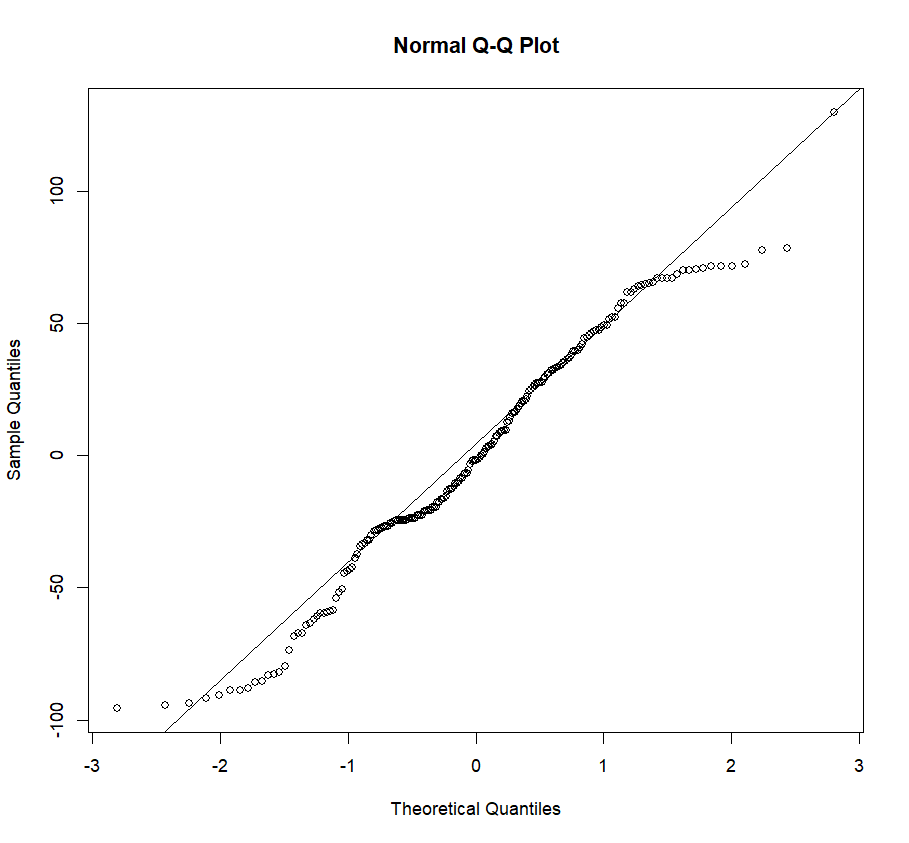 Normal Q-Q Plot
Sample Quantiles
100
50
0
-50
-100
-3 -2 -1 0 1 2 3
Theoretical Quantiles